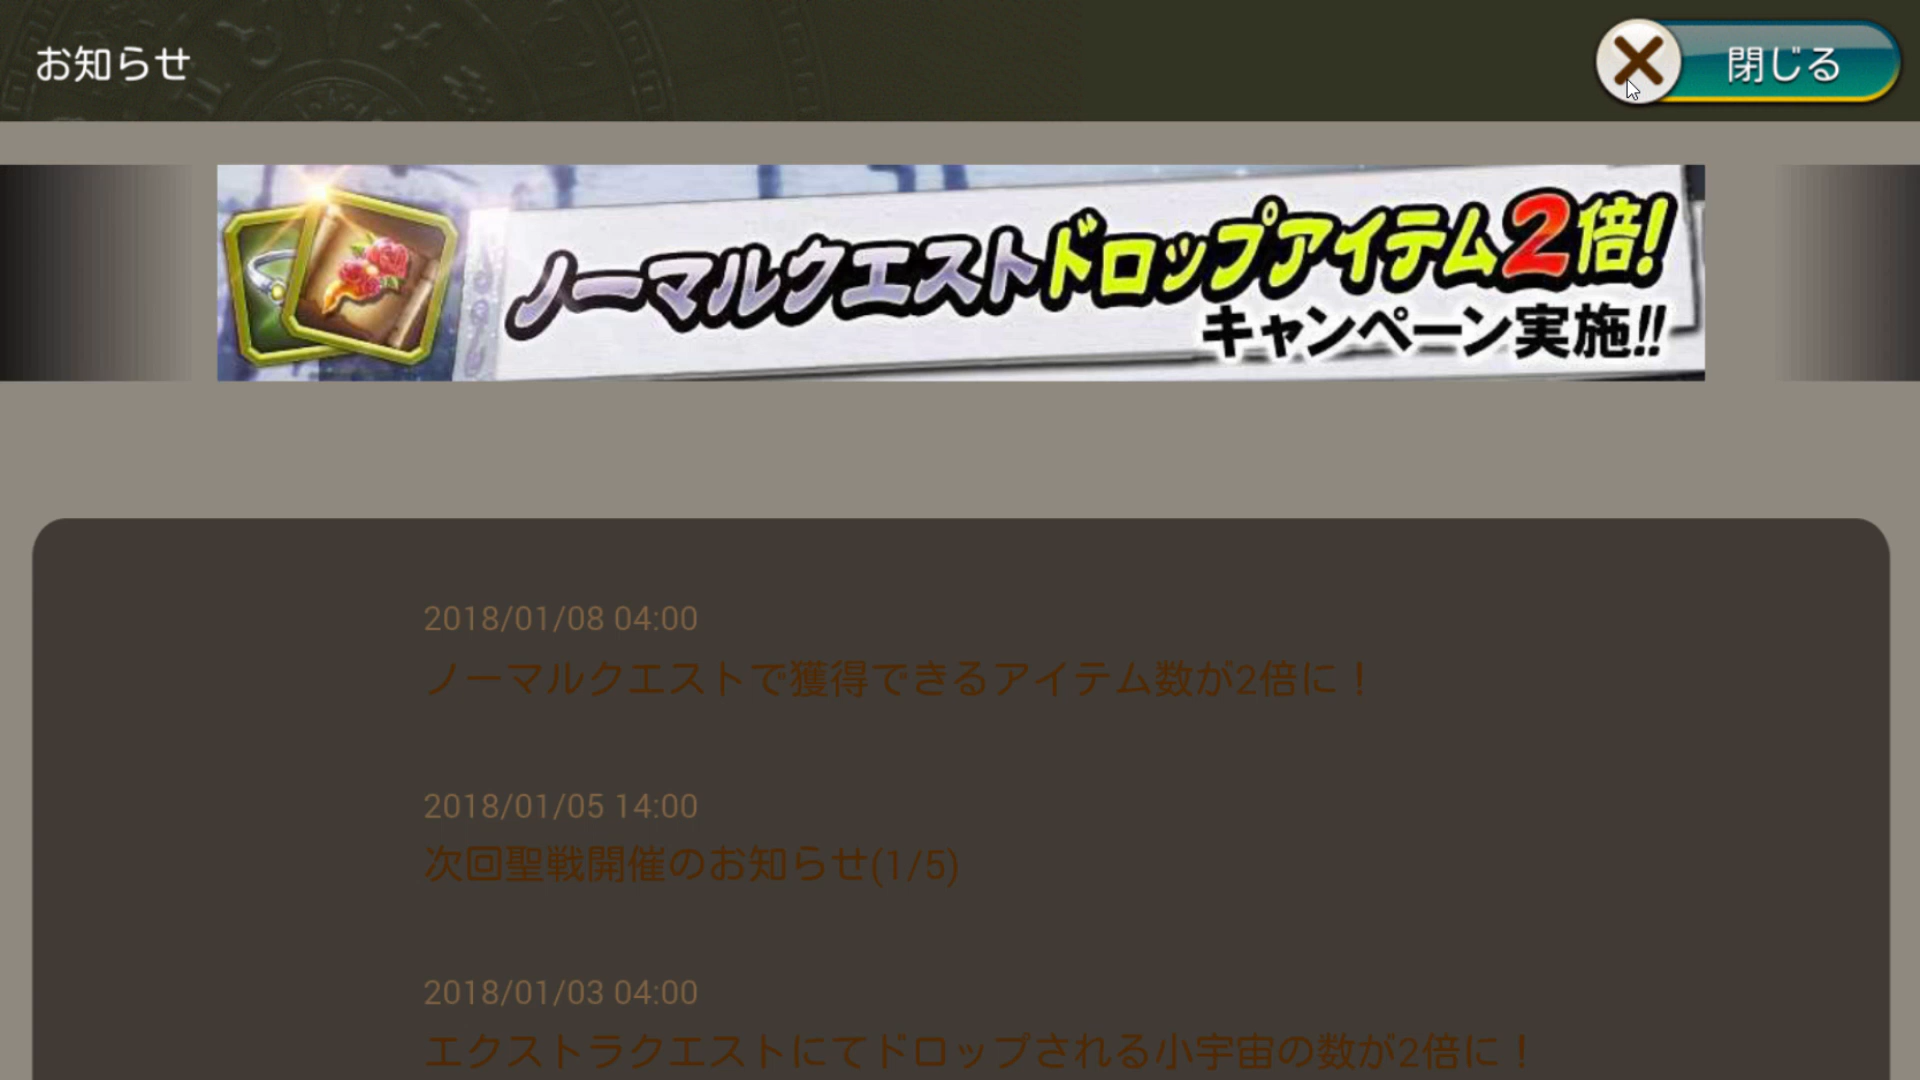 お知らせ
閉じる
ノーマルクエストドロップアイテム2倍!
キャンペーン実施!!
2018/01/08 04:00
ノーマルクエストで獲得できるアイテム数が2倍に！
2018/01/05 14:00
次回聖戦開催のお知らせ(1/5)
2018/01/03 04:00
エクストラクエストにてドロップされる小宇宙の数が2倍に！